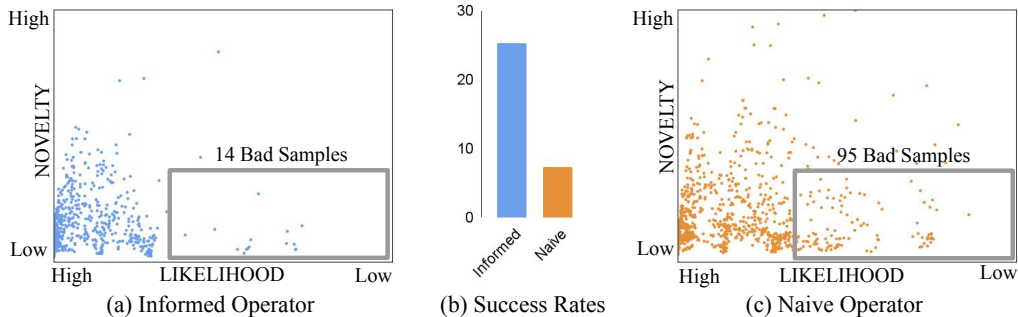 High
NOVELTY
14 Bad Samples
Low
High LIKELIHOOD Low
(a) Informed Operator
30
20
10
0
Informed
Naive
(b) Success Rates
High
NOVELTY
95 Bad Samples
Low
High LIKELIHOOD Low
(c) Naive Operator